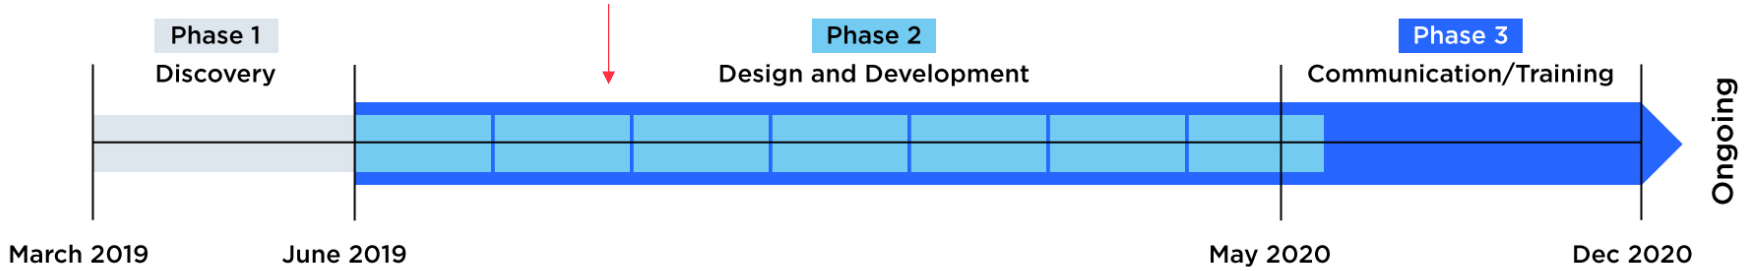 Phase 1
Discovery
Phase 2
Design and Development
Phase 3
Communication/Training
Ongoing
March 2019
June 2019
May 2020
Dec 2020